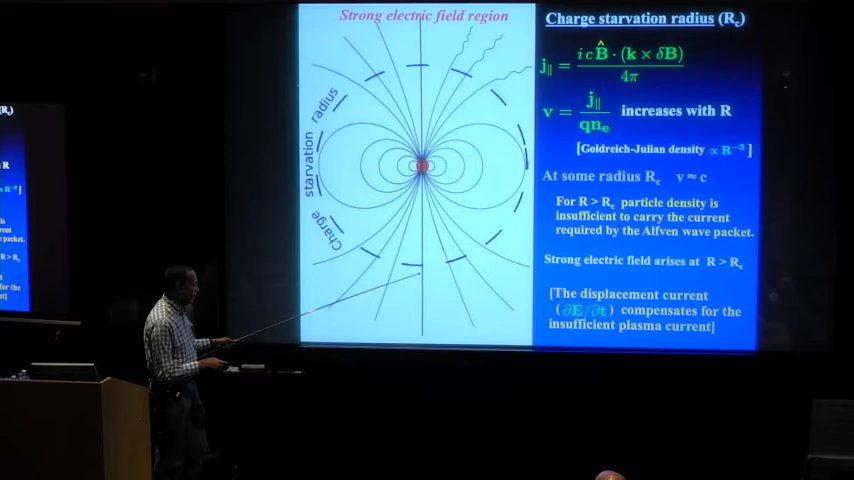 Strong electric field region
Charge starvation radius
Charge starvation radius (R_c)
j_∥ = i c B̂ · (k × δB) / 4π
v = j_∥ / qn_e increases with R
[Goldreich-Julian density ∝ R⁻³]
At some radius R_c v ≈ c
For R > R_c particle density is
insufficient to carry the current
required by the Alfven wave packet.
Strong electric field arises at R > R_c
[The displacement current
(∂E/∂t) compensates for the
insufficient plasma current]